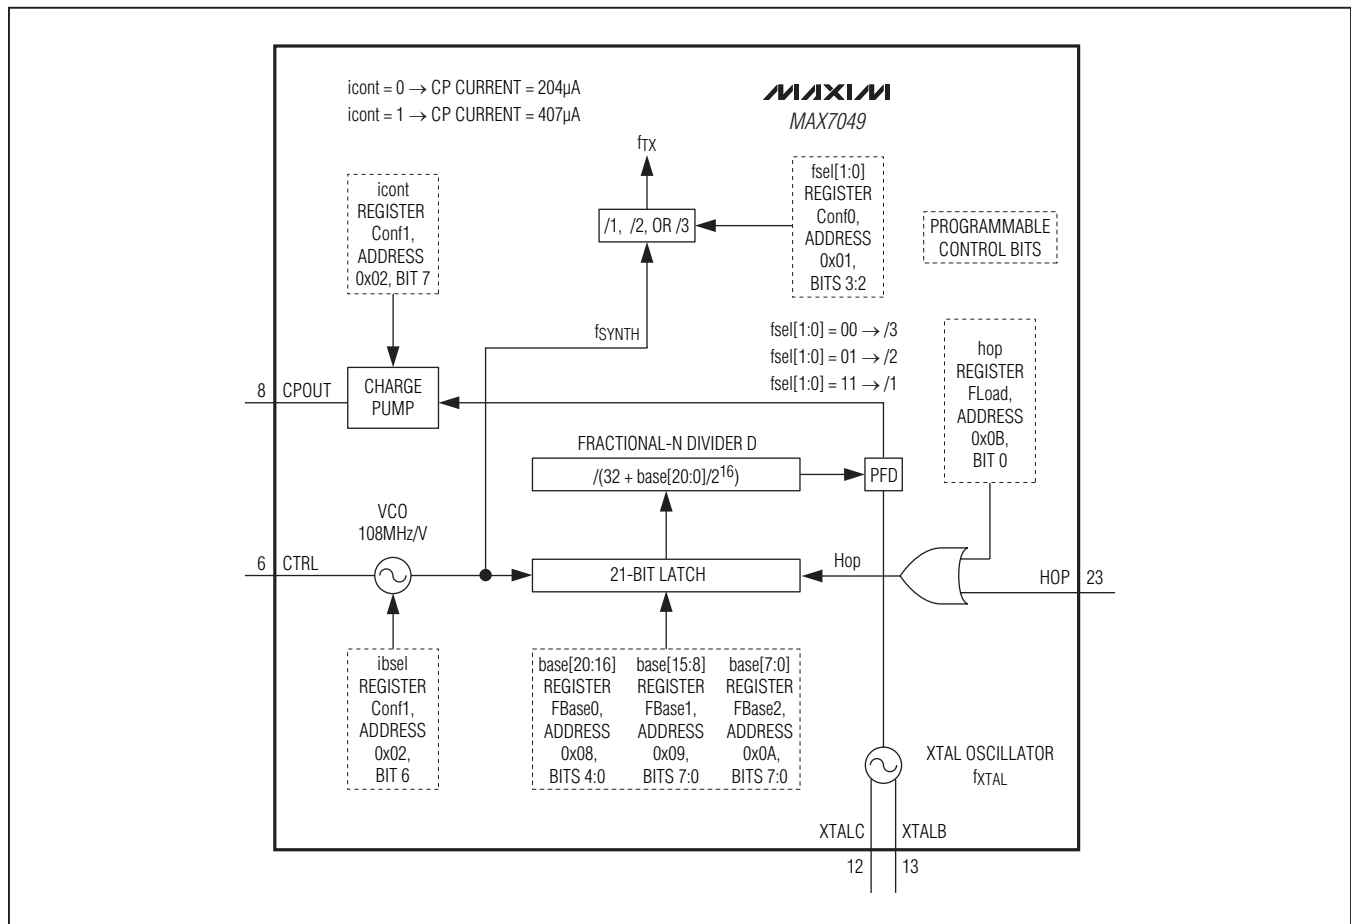 icont = 0 → CP CURRENT = 204µA
icont = 1 → CP CURRENT = 407µA
MAXIM
MAX7049
fTX
icont
REGISTER
Conf1,
ADDRESS
0x02, BIT 7
/1, /2, OR /3
fsel[1:0]
REGISTER
Conf0,
ADDRESS
0x01,
BITS 3:2
PROGRAMMABLE
CONTROL BITS
fSYNTH
fsel[1:0] = 00 → /3
fsel[1:0] = 01 → /2
fsel[1:0] = 11 → /1
hop
REGISTER
FLoad,
ADDRESS
0x0B,
BIT 0
8 CPOUT
CHARGE
PUMP
FRACTIONAL-N DIVIDER D
/(32 + base[20:0]/2^16)
PFD
VCO
108MHz/V
6 CTRL
21-BIT LATCH
Hop
HOP 23
ibsel
REGISTER
Conf1,
ADDRESS
0x02,
BIT 6
base[20:16] base[15:8] base[7:0]
REGISTER REGISTER REGISTER
FBase0, FBase1, FBase2,
ADDRESS ADDRESS ADDRESS
0x08, 0x09, 0x0A,
BITS 4:0 BITS 7:0 BITS 7:0
XTAL OSCILLATOR
fXTAL
XTALC XTALB
12 13